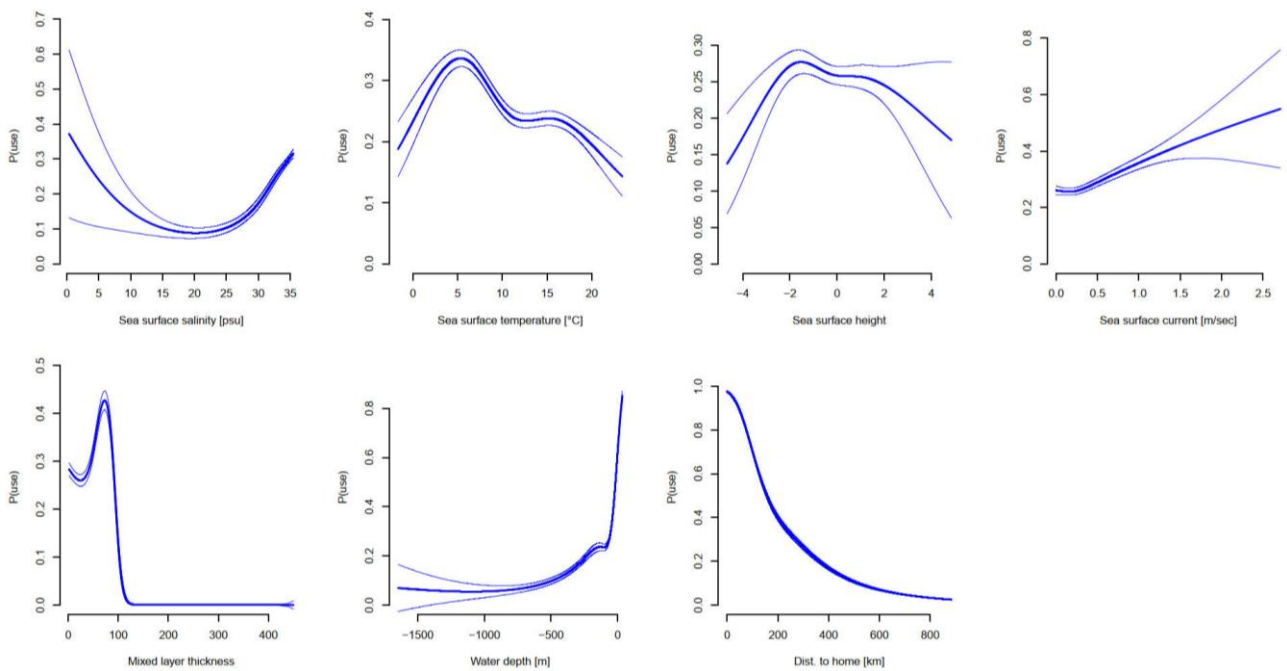 P(use)
0.0 0.1 0.2 0.3 0.4 0.5 0.6 0.7
0 5 10 15 20 25 30 35
Sea surface salinity [psu]
P(use)
0.0 0.1 0.2 0.3 0.4
0 5 10 15 20
Sea surface temperature [°C]
P(use)
0.00 0.05 0.10 0.15 0.20 0.25 0.30
−4 −2 0 2 4
Sea surface height
P(use)
0.0 0.2 0.4 0.6 0.8
0.0 0.5 1.0 1.5 2.0 2.5
Sea surface current [m/sec]
P(use)
0.0 0.1 0.2 0.3 0.4 0.5
0 100 200 300 400
Mixed layer thickness
P(use)
0.0 0.2 0.4 0.6 0.8
−1500 −1000 −500 0
Water depth [m]
P(use)
0.0 0.2 0.4 0.6 0.8 1.0
0 200 400 600 800
Dist. to home [km]